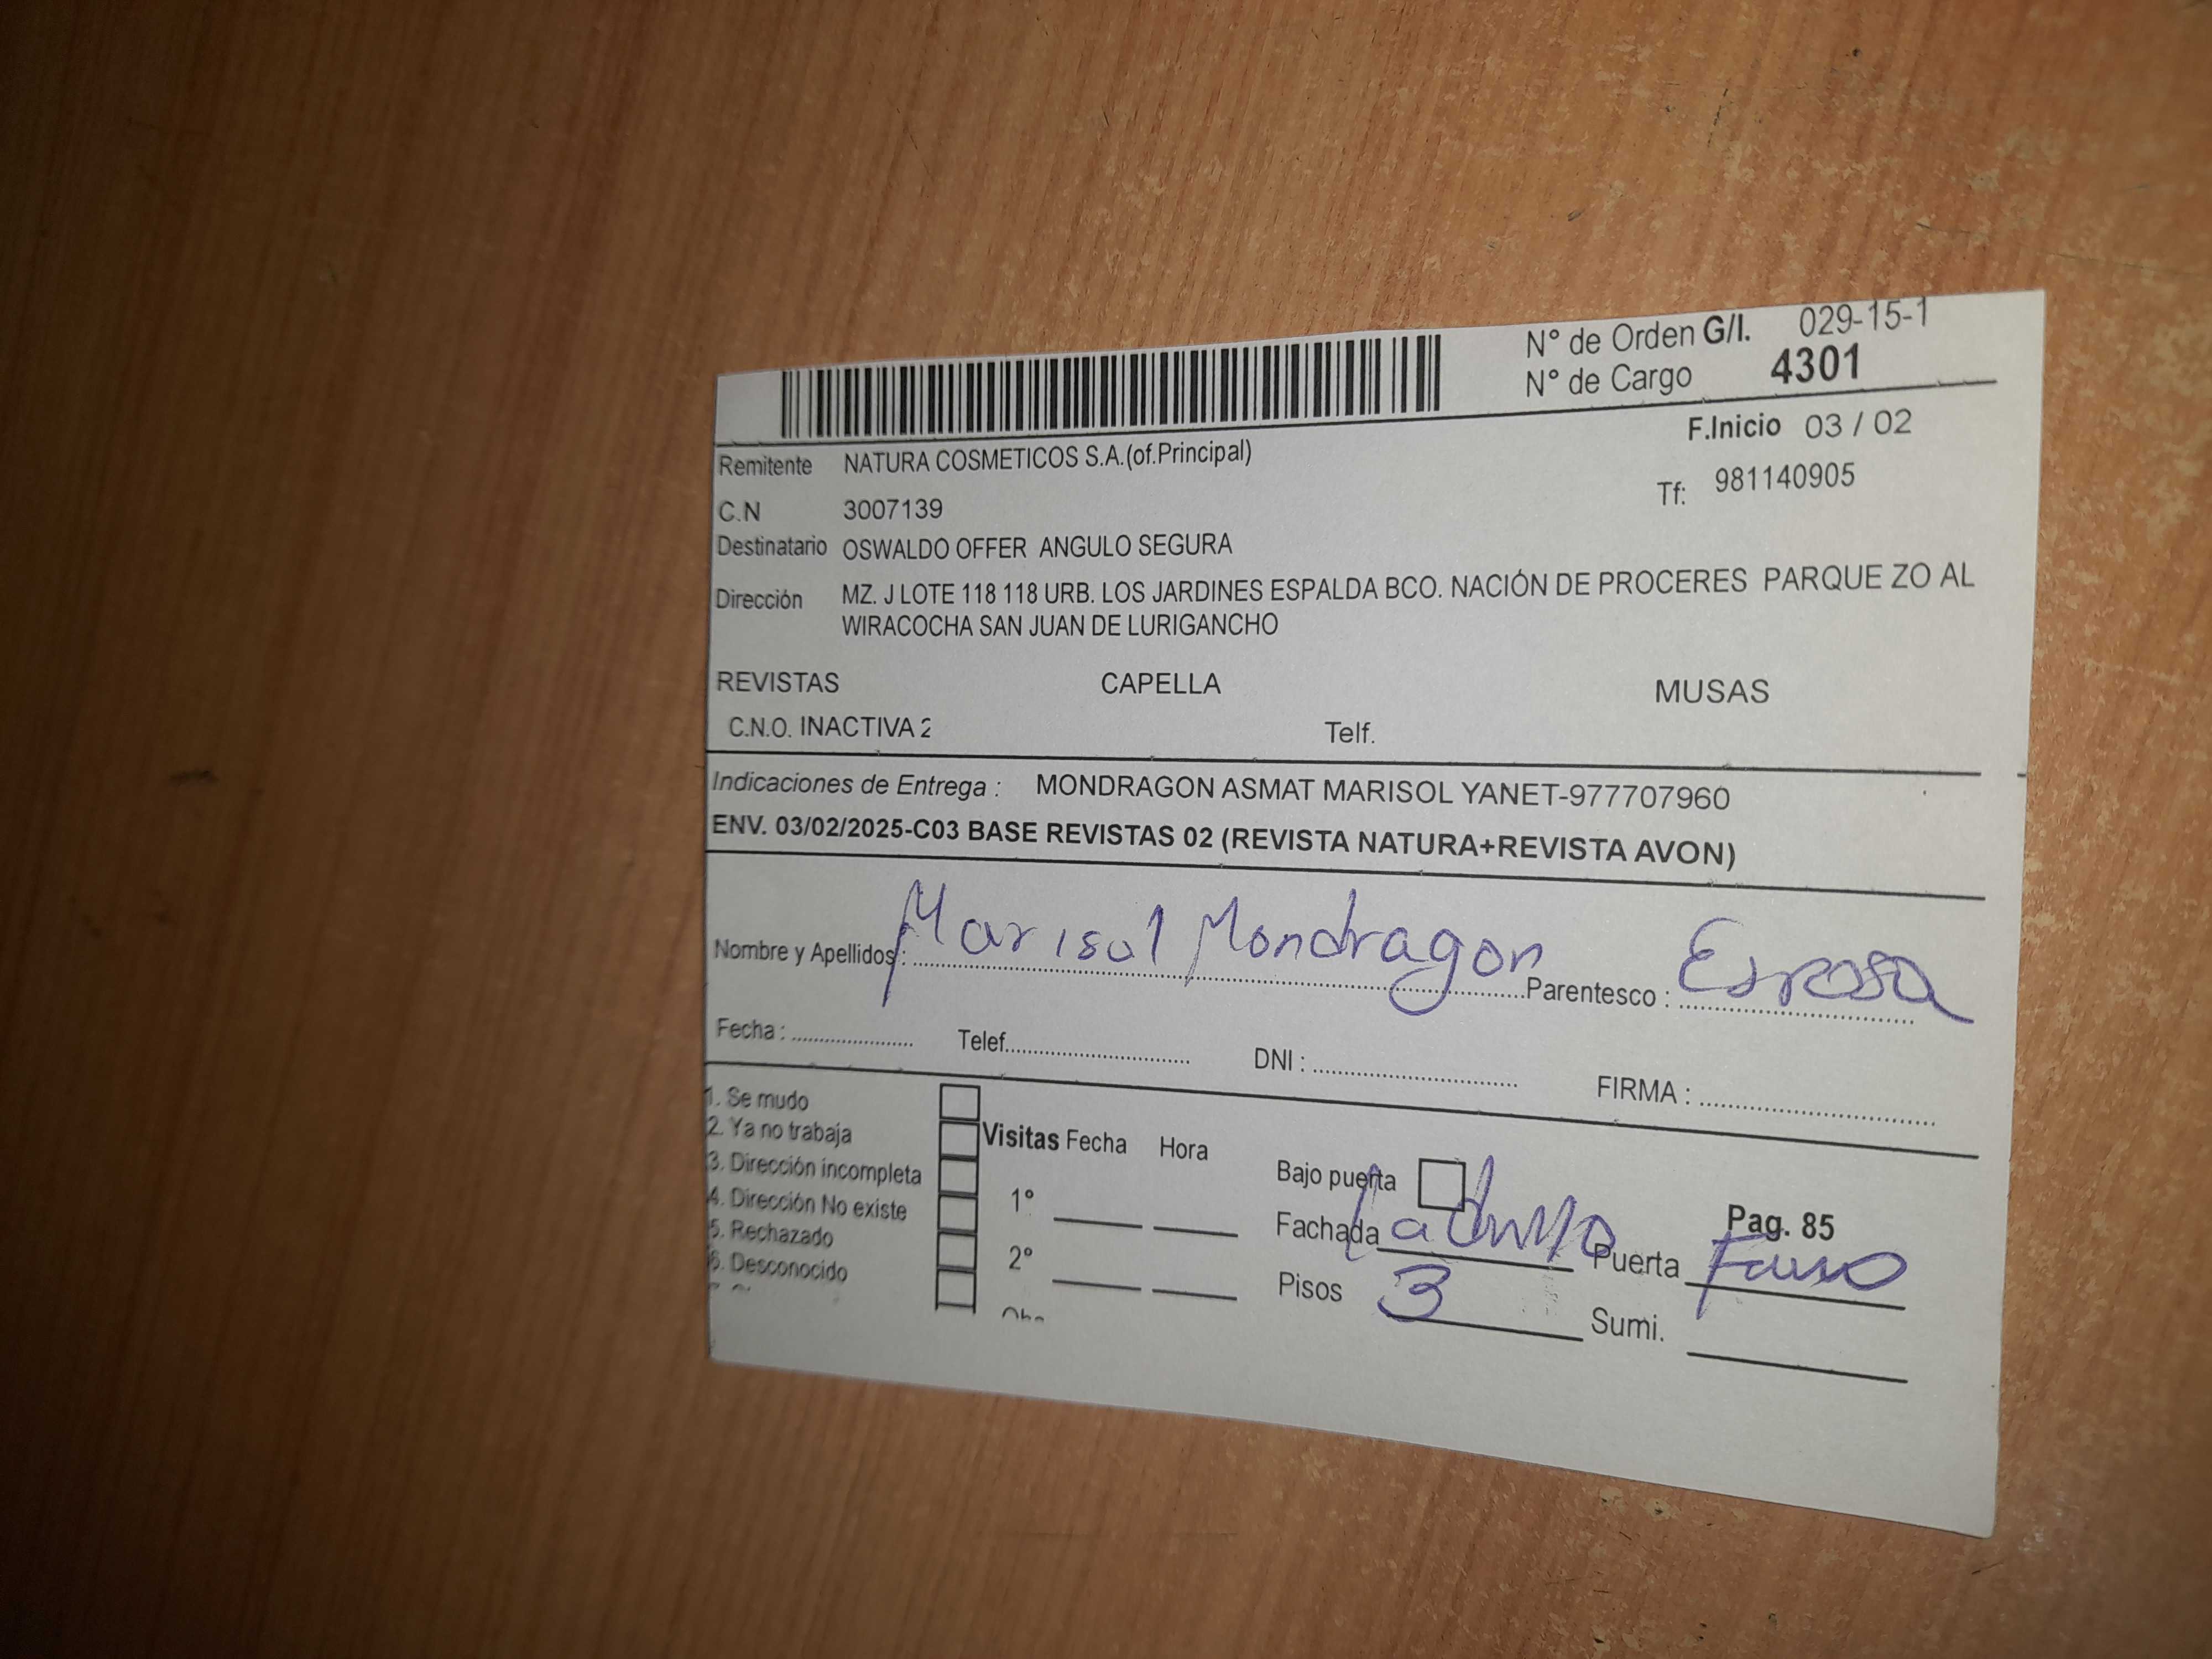 N° de Orden G/I. 029-15-1
N° de Cargo 4301
F.Inicio 03 / 02
Remitente NATURA COSMETICOS S.A.(of.Principal)
Tf: 981140905
C.N 3007139
Destinatario OSWALDO OFFER ANGULO SEGURA
Dirección MZ. J LOTE 118 118 URB. LOS JARDINES ESPALDA BCO. NACIÓN DE PROCERES PARQUE ZO AL
WIRACOCHA SAN JUAN DE LURIGANCHO
REVISTAS CAPELLA MUSAS
C.N.O. INACTIVA 2 Telf.
Indicaciones de Entrega : MONDRAGON ASMAT MARISOL YANET-977707960
ENV. 03/02/2025-C03 BASE REVISTAS 02 (REVISTA NATURA+REVISTA AVON)
Nombre y Apellidos : Marisol Mondragon Parentesco : Esposa
Fecha : Telef. DNI : FIRMA :
1. Se mudo
2. Ya no trabaja
3. Dirección incompleta
4. Dirección No existe
5. Rechazado
6. Desconocido
Visitas Fecha Hora
1°
2°
Bajo puerta
Pag. 85
Fachada Ladrillo Puerta Fierro
Pisos 3 Sumi.